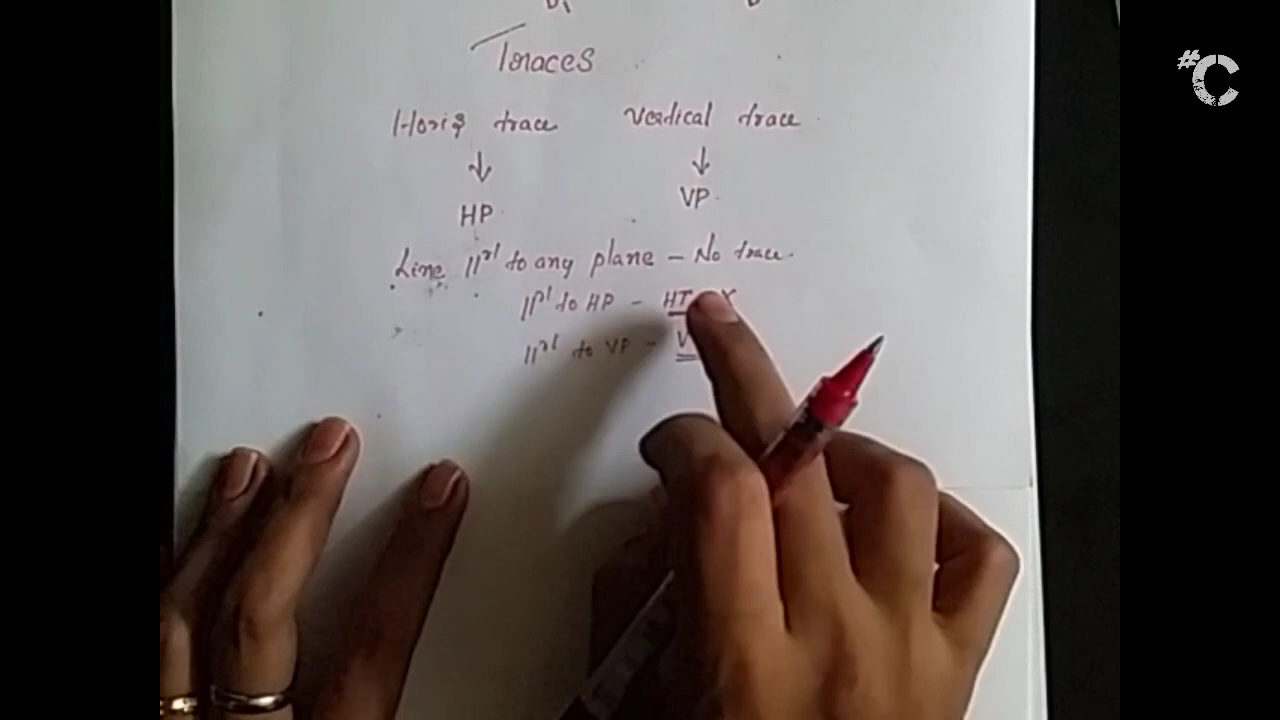 Traces
Horiz trace Vertical trace
HP VP
Line ||rl to any plane - No trace.
||rl to HP - HT X
||rl to VP - V
#C